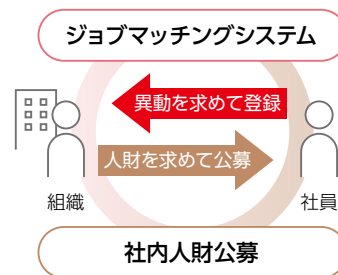 ジョブマッチングシステム
異動を求めて登録
人財を求めて公募
組織
社員
社内人財公募